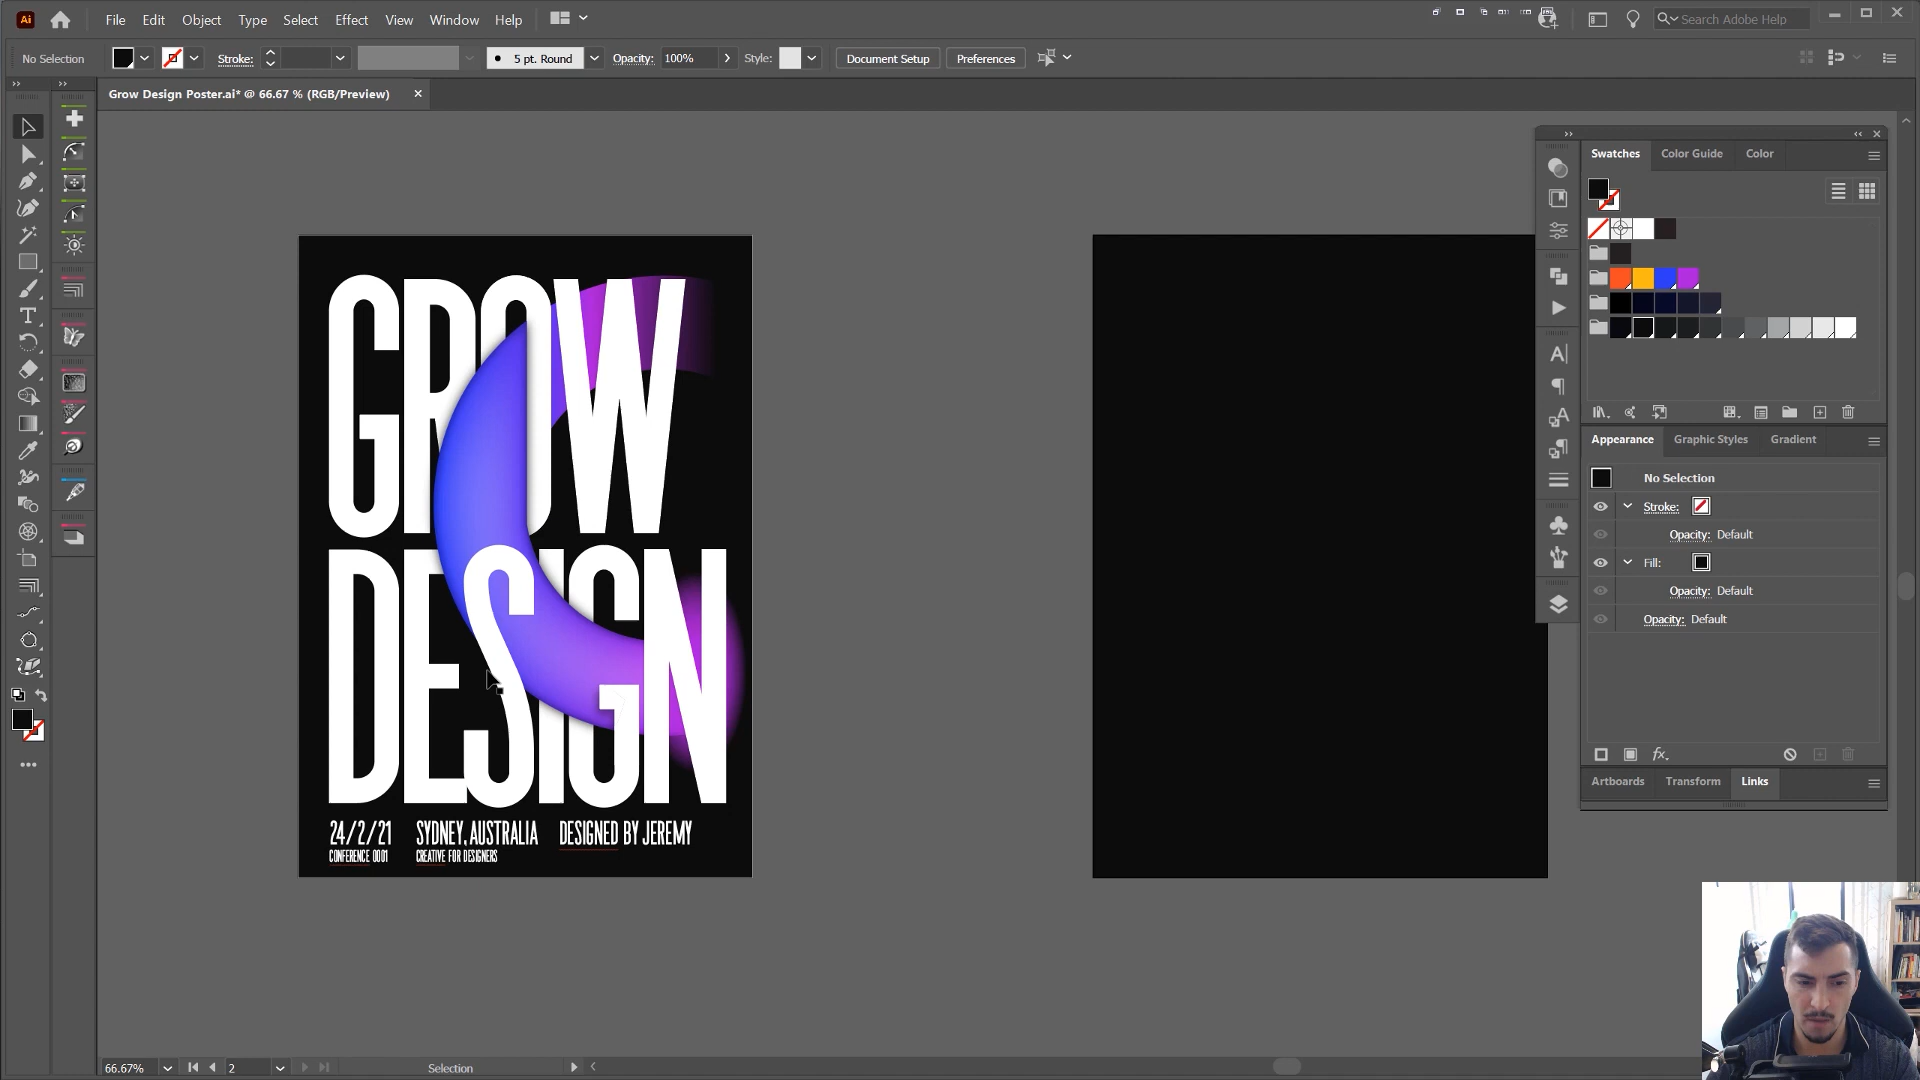 Ai File Edit Object Type Select Effect View Window Help Search Adobe Help
No Selection Stroke: 5 pt. Round Opacity: 100% Style: Document Setup Preferences
Grow Design Poster.ai* @ 66.67 % (RGB/Preview)
Swatches Color Guide Color
GROW
DESIGN
24/2/21 SYDNEY, AUSTRALIA DESIGNED BY JEREMY
CONFERENCE 0001 CREATIVE FOR DESIGNERS
Appearance Graphic Styles Gradient
No Selection
Stroke:
Opacity: Default
Fill:
Opacity: Default
Opacity: Default
fx
Artboards Transform Links
66.67% 2 Selection